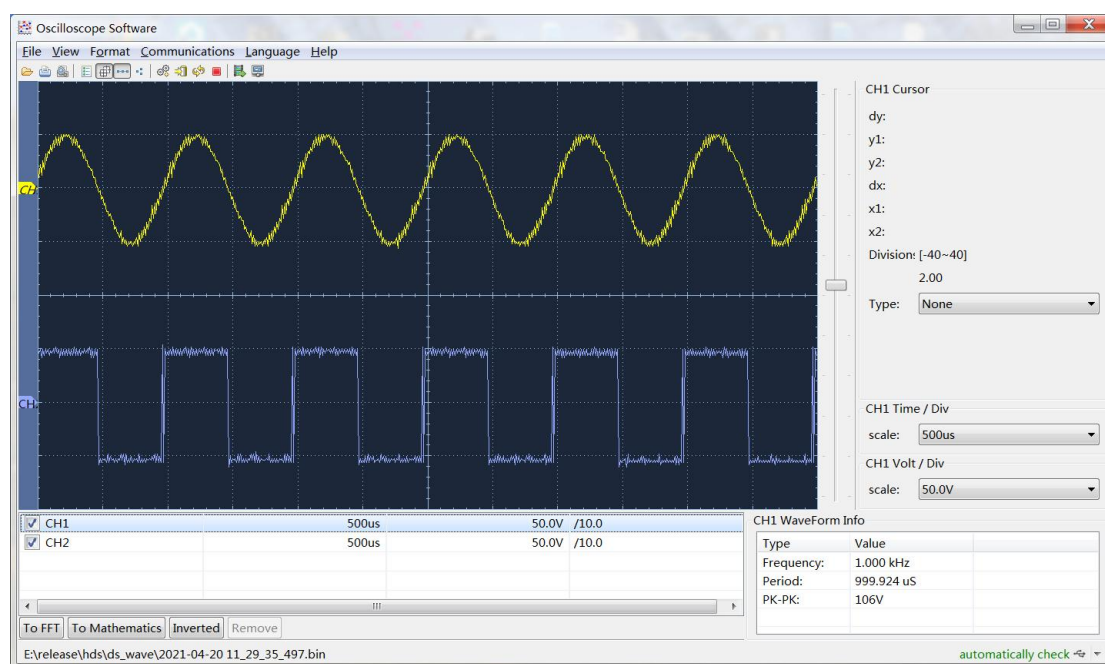 Oscilloscope Software
File View Format Communications Language Help
CH1 Cursor
dy:
y1:
y2:
dx:
x1:
x2:
Division: [-40~40]
2.00
Type: None
CH
CH
CH1 Time / Div
scale: 500us
CH1 Volt / Div
scale: 50.0V
CH1 500us 50.0V /10.0
CH2 500us 50.0V /10.0
CH1 WaveForm Info
Type Value
Frequency: 1.000 kHz
Period: 999.924 uS
PK-PK: 106V
To FFT To Mathematics Inverted Remove
E:\release\hds\ds_wave\2021-04-20 11_29_35_497.bin
automatically check